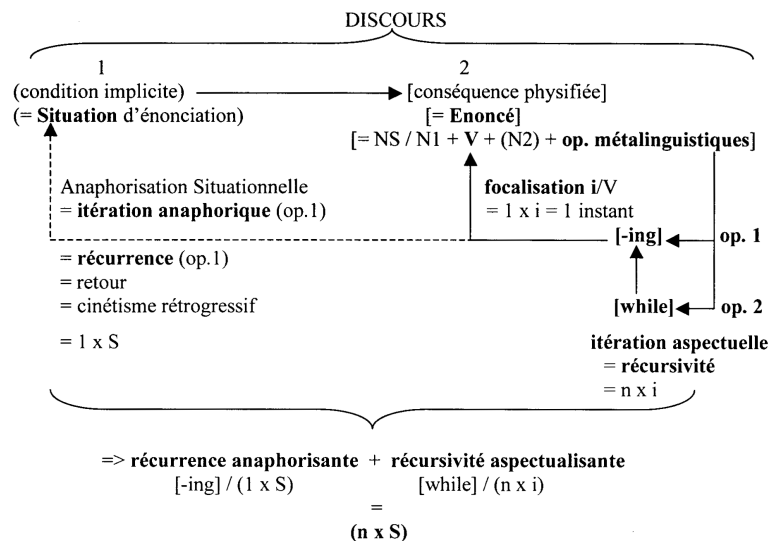 DISCOURS
1 2
(condition implicite) [conséquence physifiée]
(= Situation d'énonciation) [= Enoncé]
[= NS / N1 + V + (N2) + op. métalinguistiques]
Anaphorisation Situationnelle focalisation i/V
= itération anaphorique (op.1) = 1 x i = 1 instant
[-ing] op. 1
= récurrence (op.1)
= retour
= cinétisme rétrogressif [while] op. 2
= 1 x S itération aspectuelle
= récursivité
= n x i
=> récurrence anaphorisante + récursivité aspectualisante
[-ing] / (1 x S) [while] / (n x i)
=
(n x S)